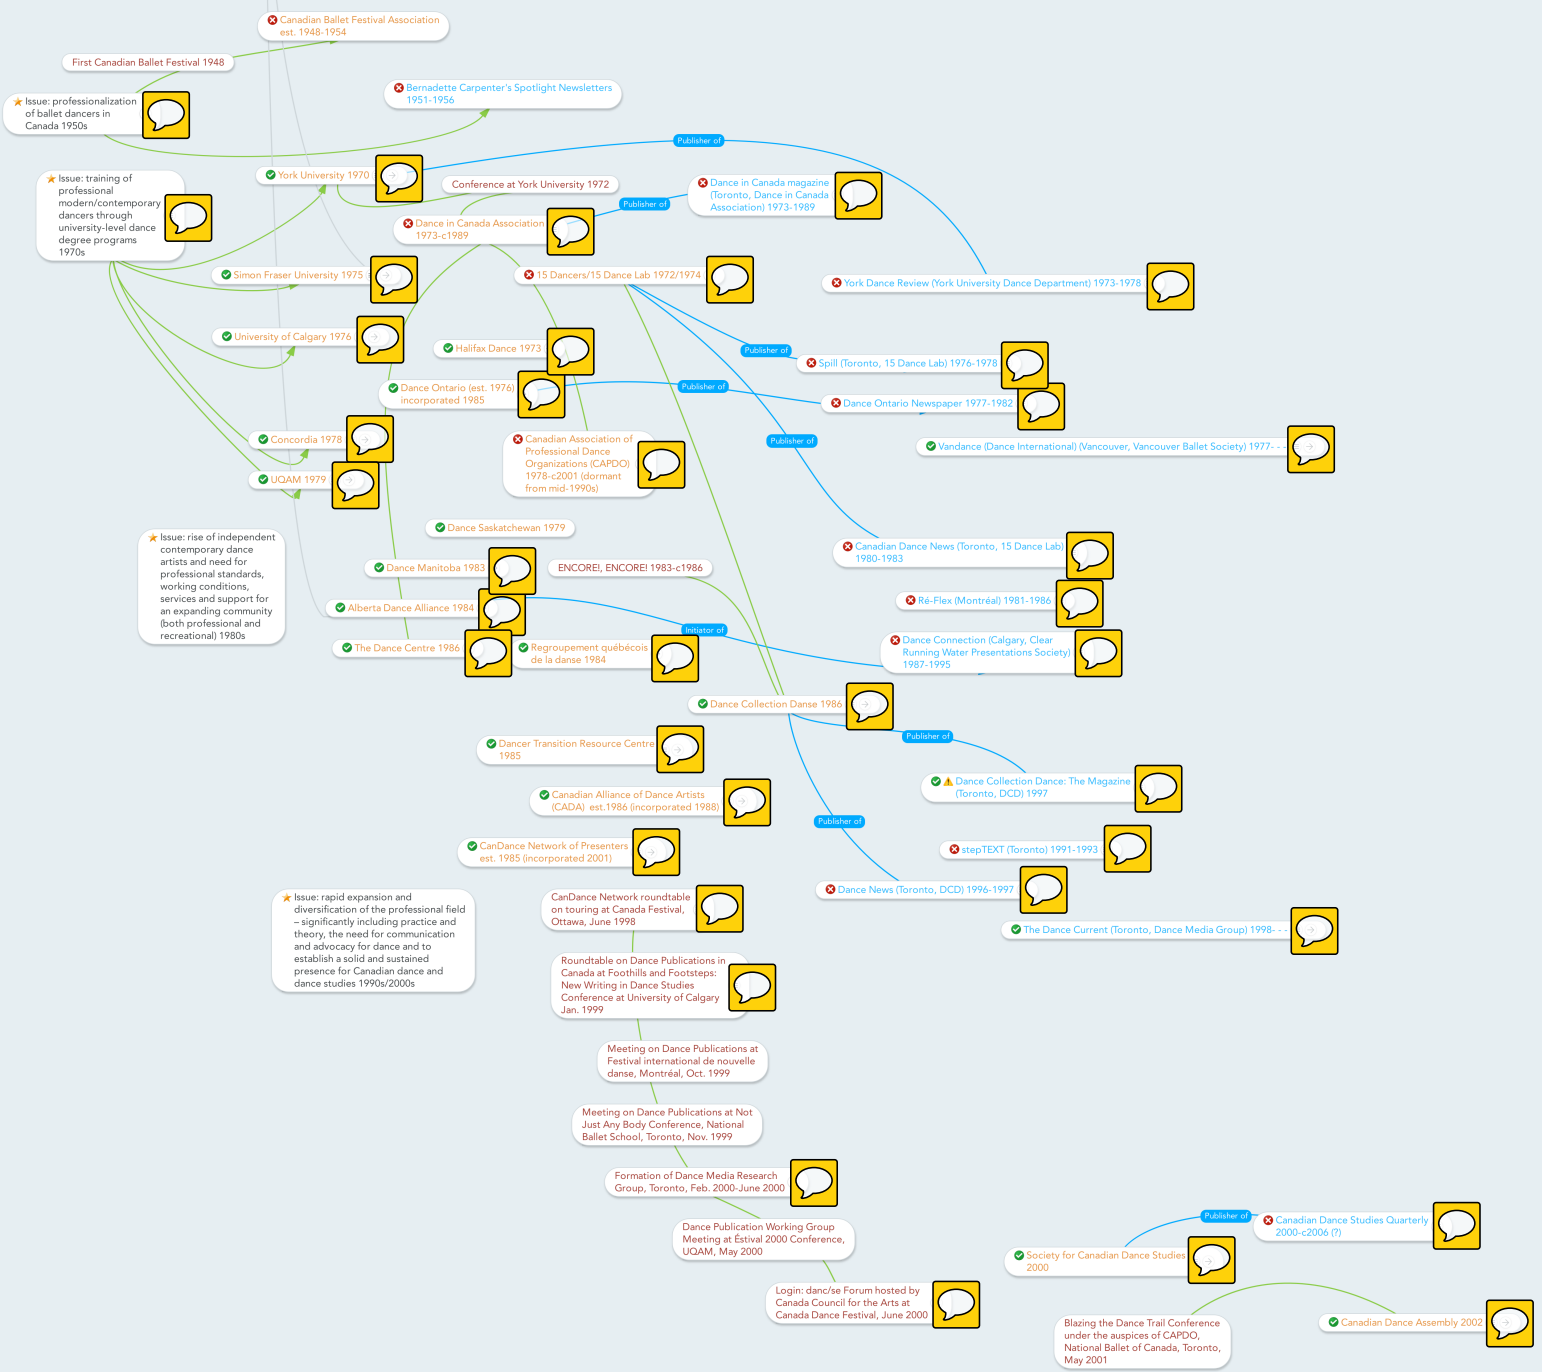 Canadian Ballet Festival Association
est. 1948-1954
First Canadian Ballet Festival 1948
Bernadette Carpenter's Spotlight Newsletters
1951-1956
Issue: professionalization
of ballet dancers in
Canada 1950s
Publisher of
York University 1970
Conference at York University 1972
Issue: training of
professional
modern/contemporary
dancers through
university-level dance
degree programs
1970s
Dance in Canada magazine
(Toronto, Dance in Canada
Association) 1973-1989
Publisher of
Dance in Canada Association
1973-c1989
Simon Fraser University 1975
15 Dancers/15 Dance Lab 1972/1974
York Dance Review (York University Dance Department) 1973-1978
University of Calgary 1976
Halifax Dance 1973
Publisher of
Spill (Toronto, 15 Dance Lab) 1976-1978
Dance Ontario (est. 1976)
incorporated 1985
Publisher of
Dance Ontario Newspaper 1977-1982
Concordia 1978
Canadian Association of
Professional Dance
Organizations (CAPDO)
1978-c2001 (dormant
from mid-1990s)
Publisher of
Vandance (Dance International) (Vancouver, Vancouver Ballet Society) 1977- - -
UQAM 1979
Dance Saskatchewan 1979
Issue: rise of independent
contemporary dance
artists and need for
professional standards,
working conditions,
services and support for
an expanding community
(both professional and
recreational) 1980s
Canadian Dance News (Toronto, 15 Dance Lab)
1980-1983
Dance Manitoba 1983
ENCORE!, ENCORE! 1983-c1986
Ré-Flex (Montréal) 1981-1986
Alberta Dance Alliance 1984
Initiator of
Dance Connection (Calgary, Clear
Running Water Presentations Society)
1987-1995
The Dance Centre 1986
Regroupement québécois
de la danse 1984
Dance Collection Danse 1986
Publisher of
Dancer Transition Resource Centre
1985
Dance Collection Dance: The Magazine
(Toronto, DCD) 1997
Canadian Alliance of Dance Artists
(CADA)  est.1986 (incorporated 1988)
Publisher of
CanDance Network of Presenters
est. 1985 (incorporated 2001)
stepTEXT (Toronto) 1991-1993
Dance News (Toronto, DCD) 1996-1997
Issue: rapid expansion and
diversification of the professional field
– significantly including practice and
theory, the need for communication
and advocacy for dance and to
establish a solid and sustained
presence for Canadian dance and
dance studies 1990s/2000s
CanDance Network roundtable
on touring at Canada Festival,
Ottawa, June 1998
The Dance Current (Toronto, Dance Media Group) 1998- - -
Roundtable on Dance Publications in
Canada at Foothills and Footsteps:
New Writing in Dance Studies
Conference at University of Calgary
Jan. 1999
Meeting on Dance Publications at
Festival international de nouvelle
danse, Montréal, Oct. 1999
Meeting on Dance Publications at Not
Just Any Body Conference, National
Ballet School, Toronto, Nov. 1999
Formation of Dance Media Research
Group, Toronto, Feb. 2000-June 2000
Dance Publication Working Group
Meeting at Éstival 2000 Conference,
UQAM, May 2000
Publisher of
Canadian Dance Studies Quarterly
2000-c2006 (?)
Society for Canadian Dance Studies
2000
Login: danc/se Forum hosted by
Canada Council for the Arts at
Canada Dance Festival, June 2000
Blazing the Dance Trail Conference
under the auspices of CAPDO,
National Ballet of Canada, Toronto,
May 2001
Canadian Dance Assembly 2002